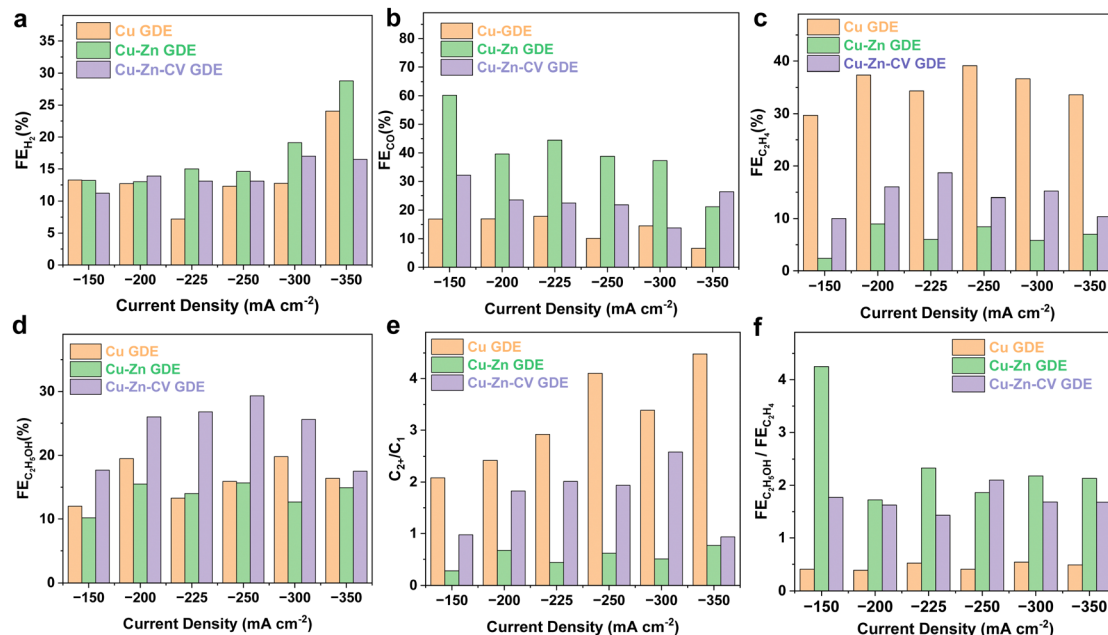 a
Cu GDE
Cu-Zn GDE
Cu-Zn-CV GDE
35
30
25
20
15
10
5
0
FE_H₂(%)
−150 −200 −225 −250 −300 −350
Current Density (mA cm⁻²)
b
Cu-GDE
Cu-Zn GDE
Cu-Zn-CV GDE
90
80
70
60
50
40
30
20
10
0
FE_CO(%)
−150 −200 −225 −250 −300 −350
Current Density (mA cm⁻²)
c
Cu GDE
Cu-Zn GDE
Cu-Zn-CV GDE
40
30
20
10
0
FE_C₂H₄(%)
−150 −200 −225 −250 −300 −350
Current Density (mA cm⁻²)
d
Cu GDE
Cu-Zn GDE
Cu-Zn-CV GDE
30
20
10
0
FE_C₂H₅OH(%)
−150 −200 −225 −250 −300 −350
Current Density (mA cm⁻²)
e
Cu GDE
Cu-Zn GDE
Cu-Zn-CV GDE
4
3
2
1
0
C₂₊/C₁
−150 −200 −225 −250 −300 −350
Current Density (mA cm⁻²)
f
Cu GDE
Cu-Zn GDE
Cu-Zn-CV GDE
4
3
2
1
0
FE_C₂H₅OH / FE_C₂H₄
−150 −200 −225 −250 −300 −350
Current Density (mA cm⁻²)